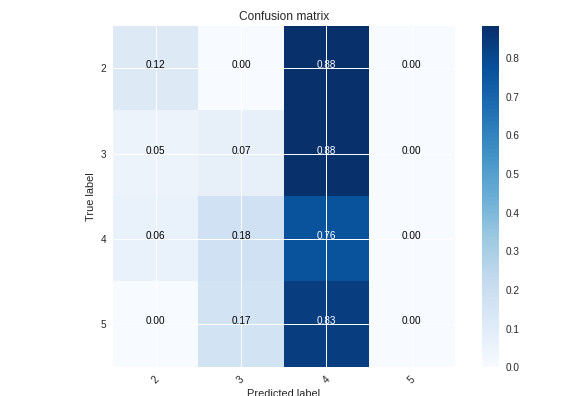 Confusion matrix
2 0.12 0.00 0.88 0.00
3 0.05 0.07 0.88 0.00
4 0.06 0.18 0.76 0.00
5 0.00 0.17 0.83 0.00
True label
2 3 4 5
Predicted label
0.8
0.7
0.6
0.5
0.4
0.3
0.2
0.1
0.0